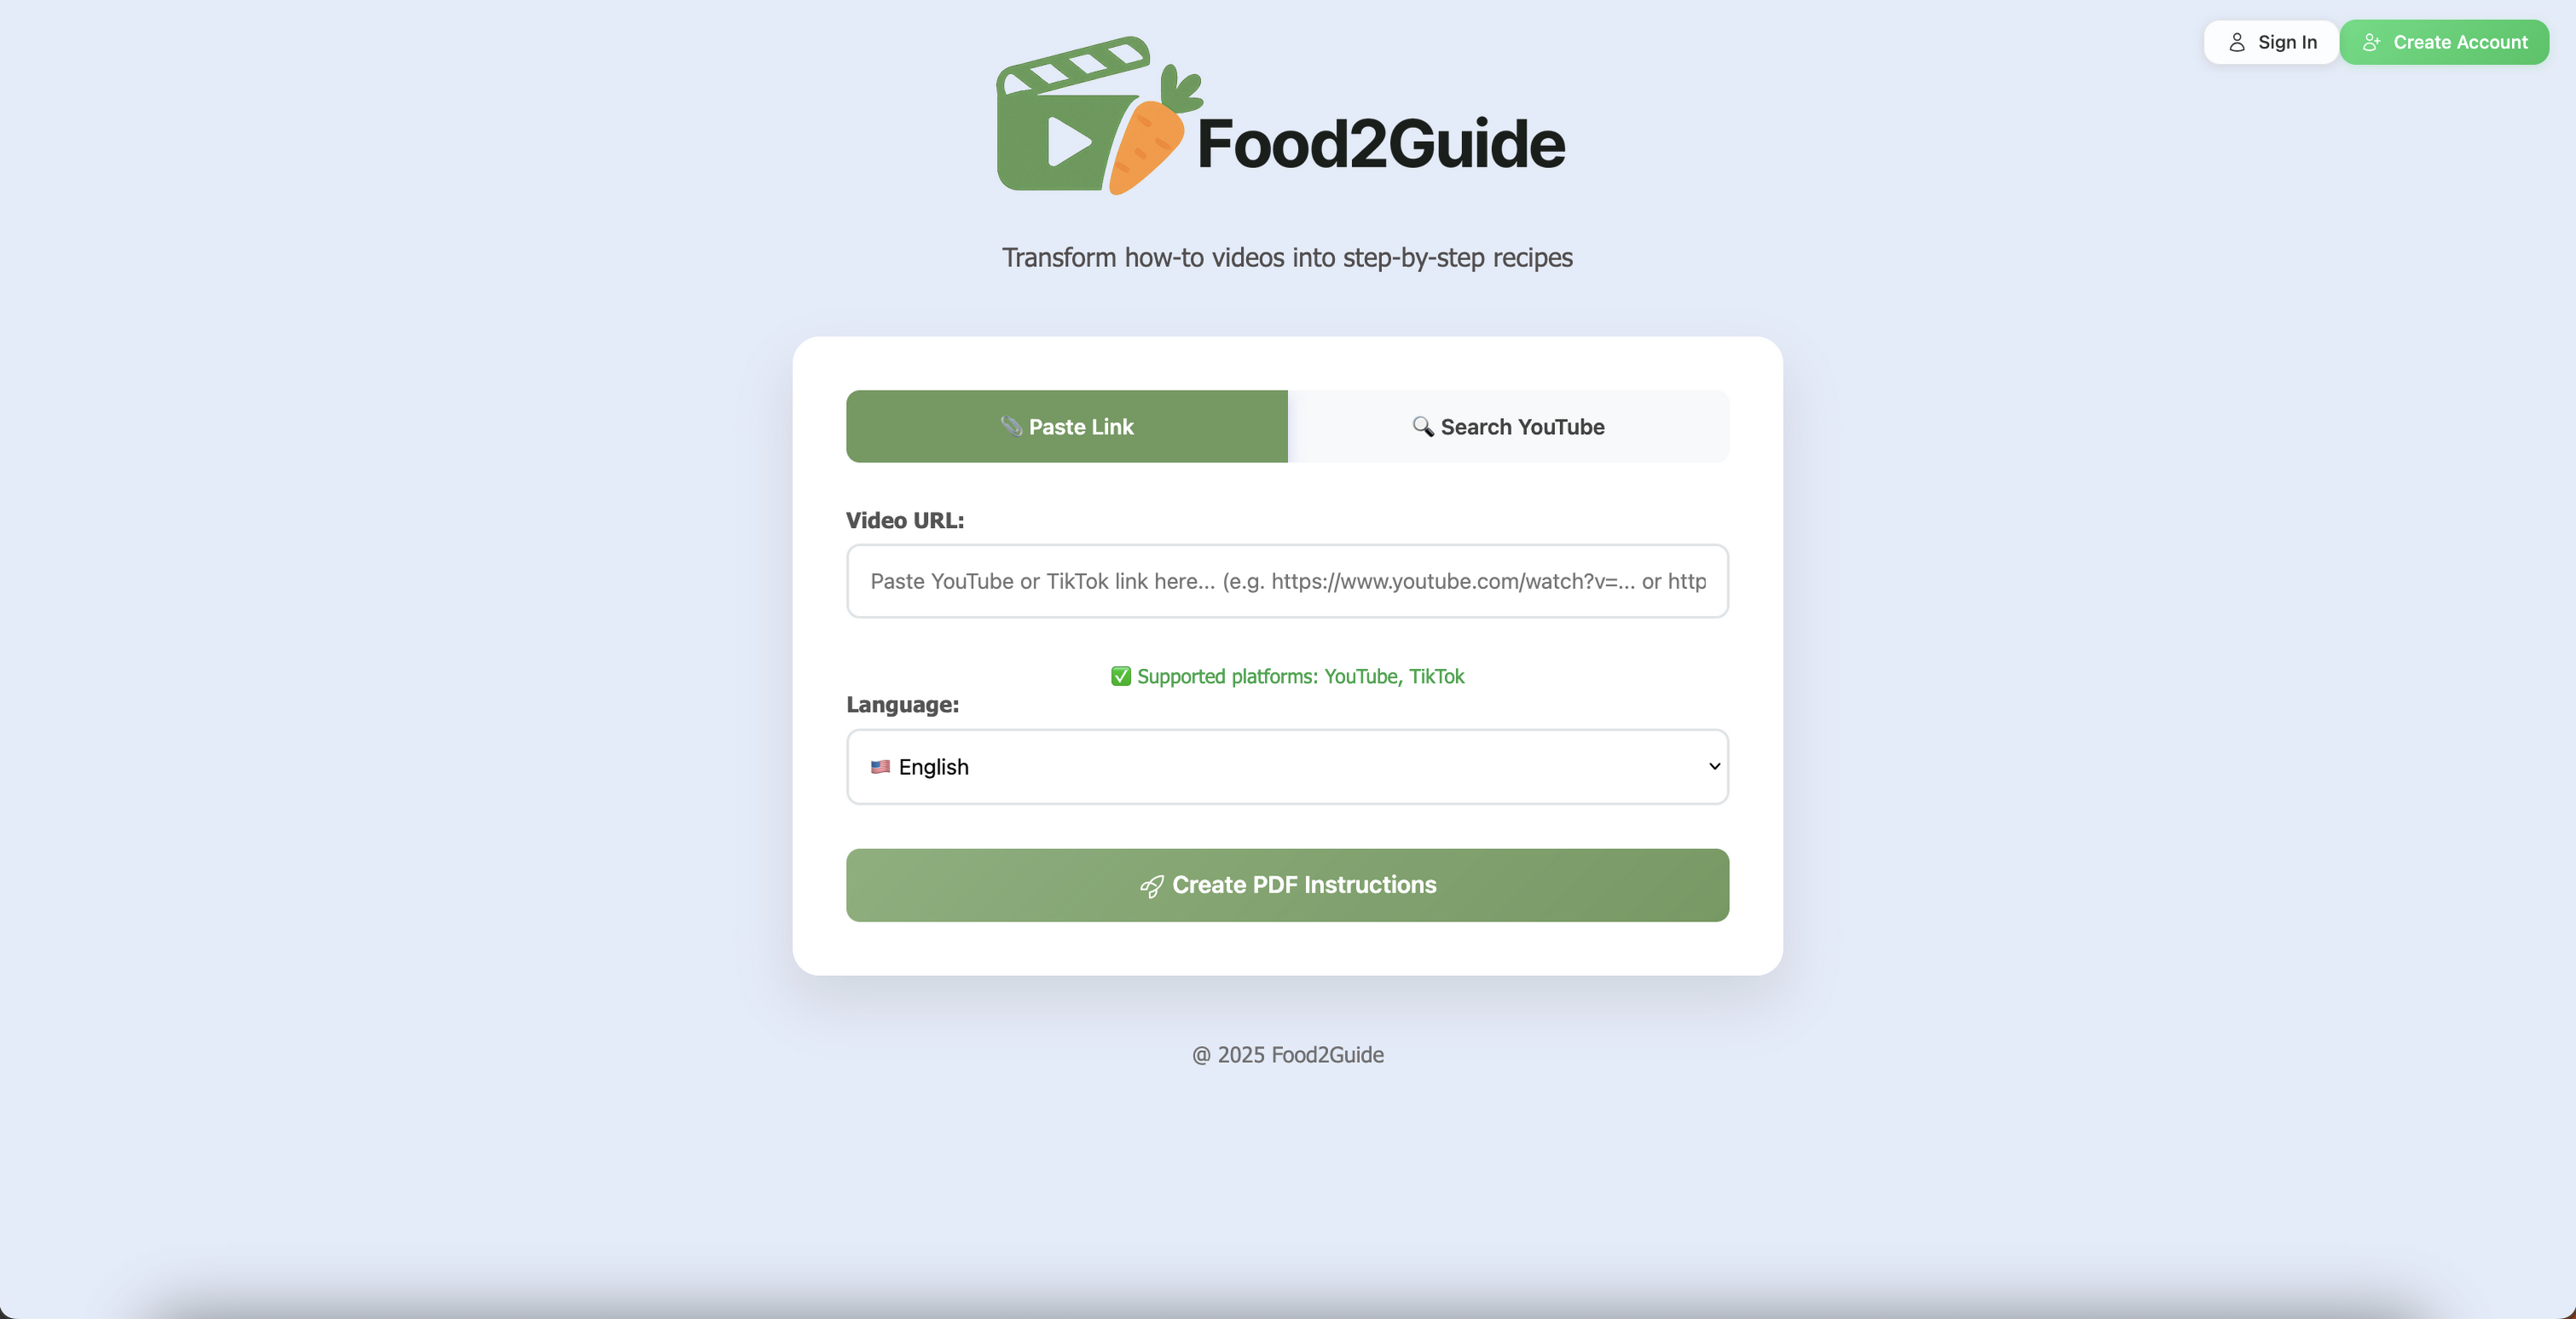 Sign In
Create Account
Food2Guide
Transform how-to videos into step-by-step recipes
📎 Paste Link
🔍 Search YouTube
Video URL:
Paste YouTube or TikTok link here... (e.g. https://www.youtube.com/watch?v=... or http
✅ Supported platforms: YouTube, TikTok
Language:
🇺🇸 English
Create PDF Instructions
@ 2025 Food2Guide